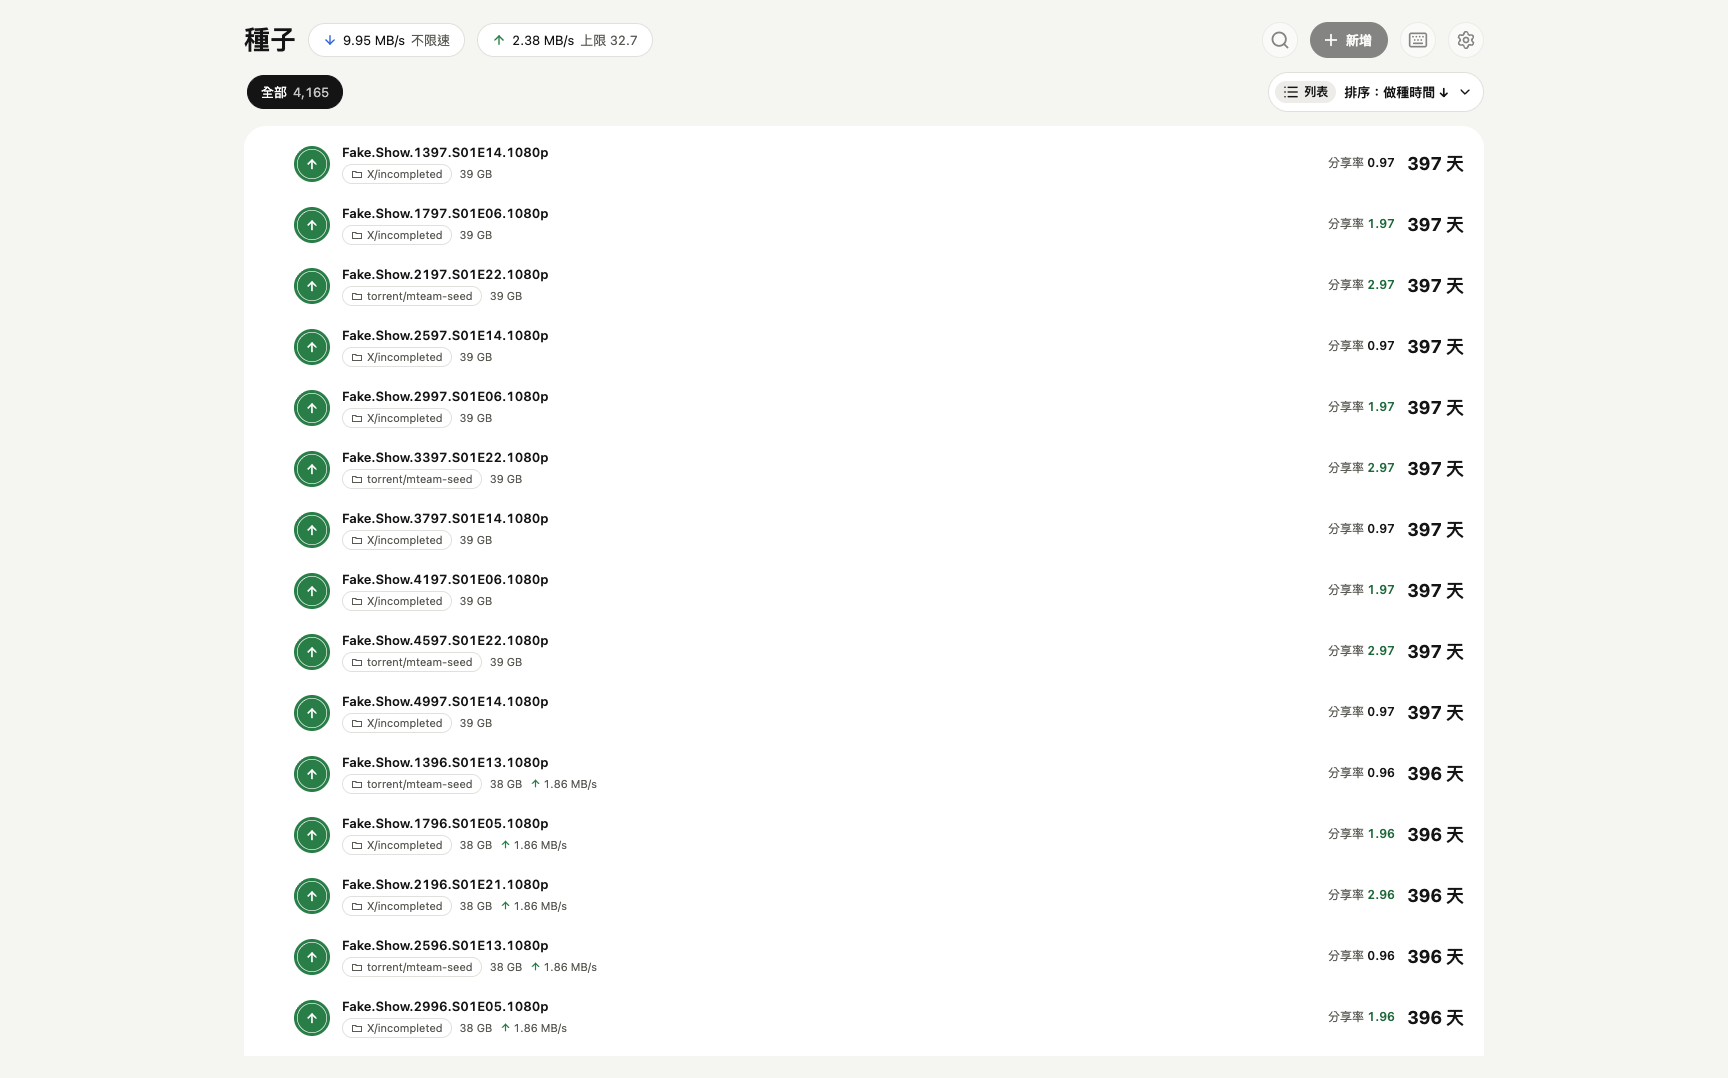 種子 9.95 MB/s 不限速 2.38 MB/s 上限 32.7 新增
全部 4,165 列表 排序：做種時間
Fake.Show.1397.S01E14.1080p
X/incompleted 39 GB
分享率 0.97 397 天
Fake.Show.1797.S01E06.1080p
X/incompleted 39 GB
分享率 1.97 397 天
Fake.Show.2197.S01E22.1080p
torrent/mteam-seed 39 GB
分享率 2.97 397 天
Fake.Show.2597.S01E14.1080p
X/incompleted 39 GB
分享率 0.97 397 天
Fake.Show.2997.S01E06.1080p
X/incompleted 39 GB
分享率 1.97 397 天
Fake.Show.3397.S01E22.1080p
torrent/mteam-seed 39 GB
分享率 2.97 397 天
Fake.Show.3797.S01E14.1080p
X/incompleted 39 GB
分享率 0.97 397 天
Fake.Show.4197.S01E06.1080p
X/incompleted 39 GB
分享率 1.97 397 天
Fake.Show.4597.S01E22.1080p
torrent/mteam-seed 39 GB
分享率 2.97 397 天
Fake.Show.4997.S01E14.1080p
X/incompleted 39 GB
分享率 0.97 397 天
Fake.Show.1396.S01E13.1080p
torrent/mteam-seed 38 GB 1.86 MB/s
分享率 0.96 396 天
Fake.Show.1796.S01E05.1080p
X/incompleted 38 GB 1.86 MB/s
分享率 1.96 396 天
Fake.Show.2196.S01E21.1080p
X/incompleted 38 GB 1.86 MB/s
分享率 2.96 396 天
Fake.Show.2596.S01E13.1080p
torrent/mteam-seed 38 GB 1.86 MB/s
分享率 0.96 396 天
Fake.Show.2996.S01E05.1080p
X/incompleted 38 GB 1.86 MB/s
分享率 1.96 396 天